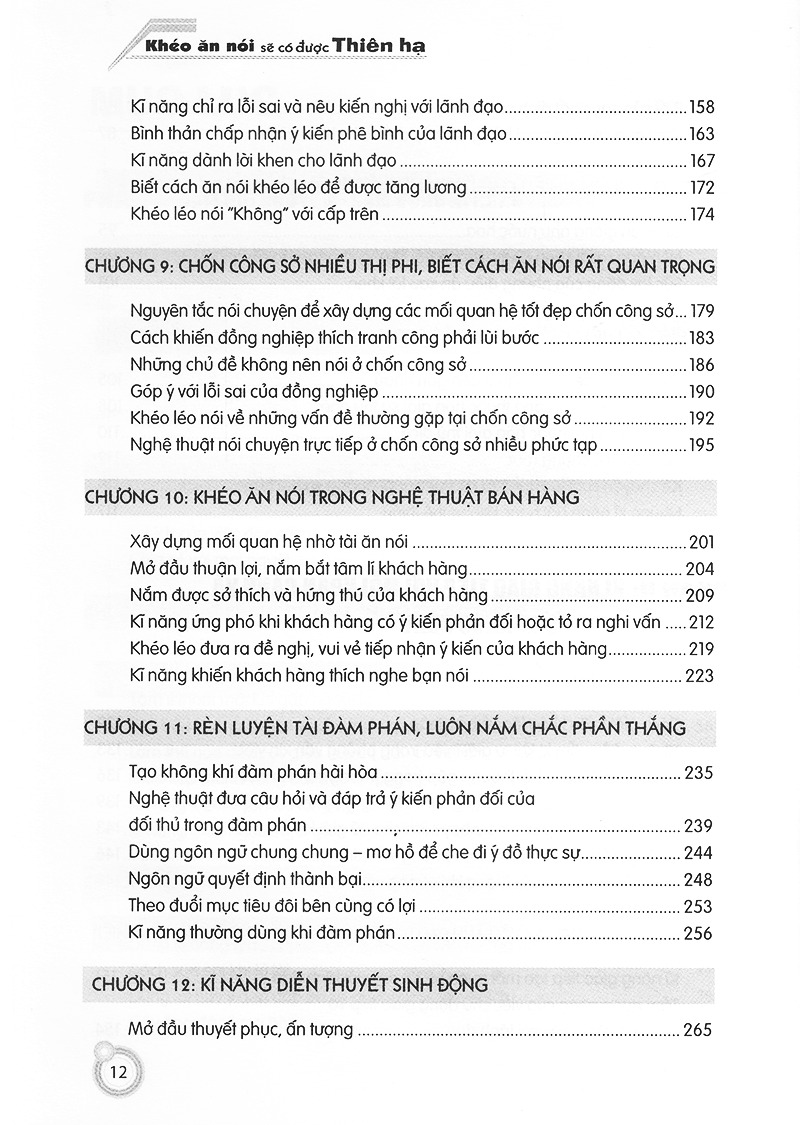 Khéo ăn nói sẽ có được Thiên hạ
Kĩ năng chỉ ra lỗi sai và nêu kiến nghị với lãnh đạo 158
Bình thản chấp nhận ý kiến phê bình của lãnh đạo 163
Kĩ năng dành lời khen cho lãnh đạo 167
Biết cách ăn nói khéo léo để được tăng lương 172
Khéo léo nói "Không" với cấp trên 174
CHƯƠNG 9: CHỐN CÔNG SỞ NHIỀU THỊ PHI, BIẾT CÁCH ĂN NÓI RẤT QUAN TRỌNG
Nguyên tắc nói chuyện để xây dựng các mối quan hệ tốt đẹp chốn công sở... 179
Cách khiến đồng nghiệp thích tranh công phải lùi bước 183
Những chủ đề không nên nói ở chốn công sở 186
Góp ý với lỗi sai của đồng nghiệp 190
Khéo léo nói về những vấn đề thường gặp tại chốn công sở 192
Nghệ thuật nói chuyện trực tiếp ở chốn công sở nhiều phức tạp 195
CHƯƠNG 10: KHÉO ĂN NÓI TRONG NGHỆ THUẬT BÁN HÀNG
Xây dựng mối quan hệ nhờ tài ăn nói 201
Mở đầu thuận lợi, nắm bắt tâm lí khách hàng 204
Nắm được sở thích và hứng thú của khách hàng 209
Kĩ năng ứng phó khi khách hàng có ý kiến phản đối hoặc tỏ ra nghi vấn ..... 212
Khéo léo đưa ra đề nghị, vui vẻ tiếp nhận ý kiến của khách hàng 219
Kĩ năng khiến khách hàng thích nghe bạn nói 223
CHƯƠNG 11: RÈN LUYỆN TÀI ĐÀM PHÁN, LUÔN NẮM CHẮC PHẦN THẮNG
Tạo không khí đàm phán hài hòa 235
Nghệ thuật đưa câu hỏi và đáp trả ý kiến phản đối của
đối thủ trong đàm phán 239
Dùng ngôn ngữ chung chung – mơ hồ để che đi ý đồ thực sự 244
Ngôn ngữ quyết định thành bại 248
Theo đuổi mục tiêu đôi bên cùng có lợi 253
Kĩ năng thường dùng khi đàm phán 256
CHƯƠNG 12: KĨ NĂNG DIỄN THUYẾT SINH ĐỘNG
Mở đầu thuyết phục, ấn tượng 265
12